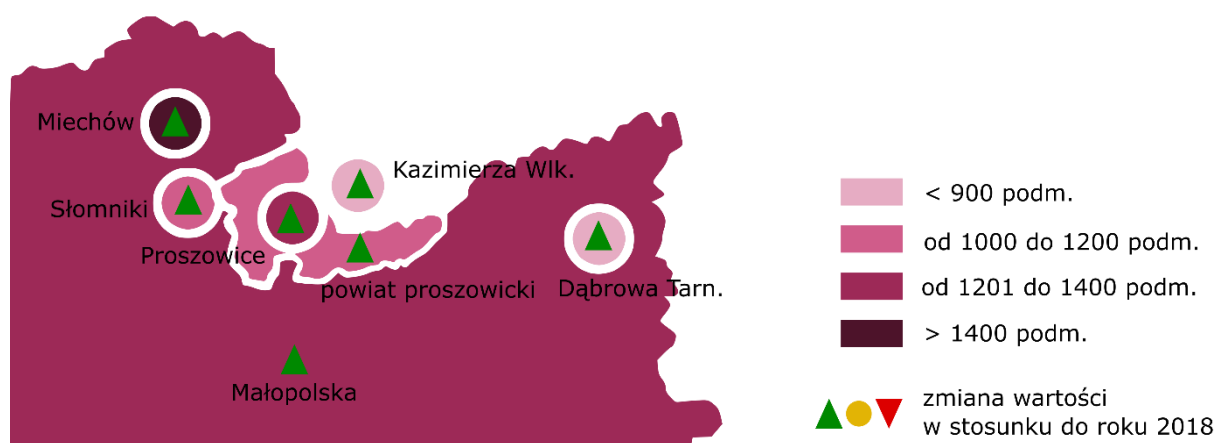 Miechów
Kazimierza Wlk.
Słomniki
Proszowice
powiat proszowicki
Dąbrowa Tarn.
Małopolska
< 900 podm.
od 1000 do 1200 podm.
od 1201 do 1400 podm.
> 1400 podm.
zmiana wartości
w stosunku do roku 2018